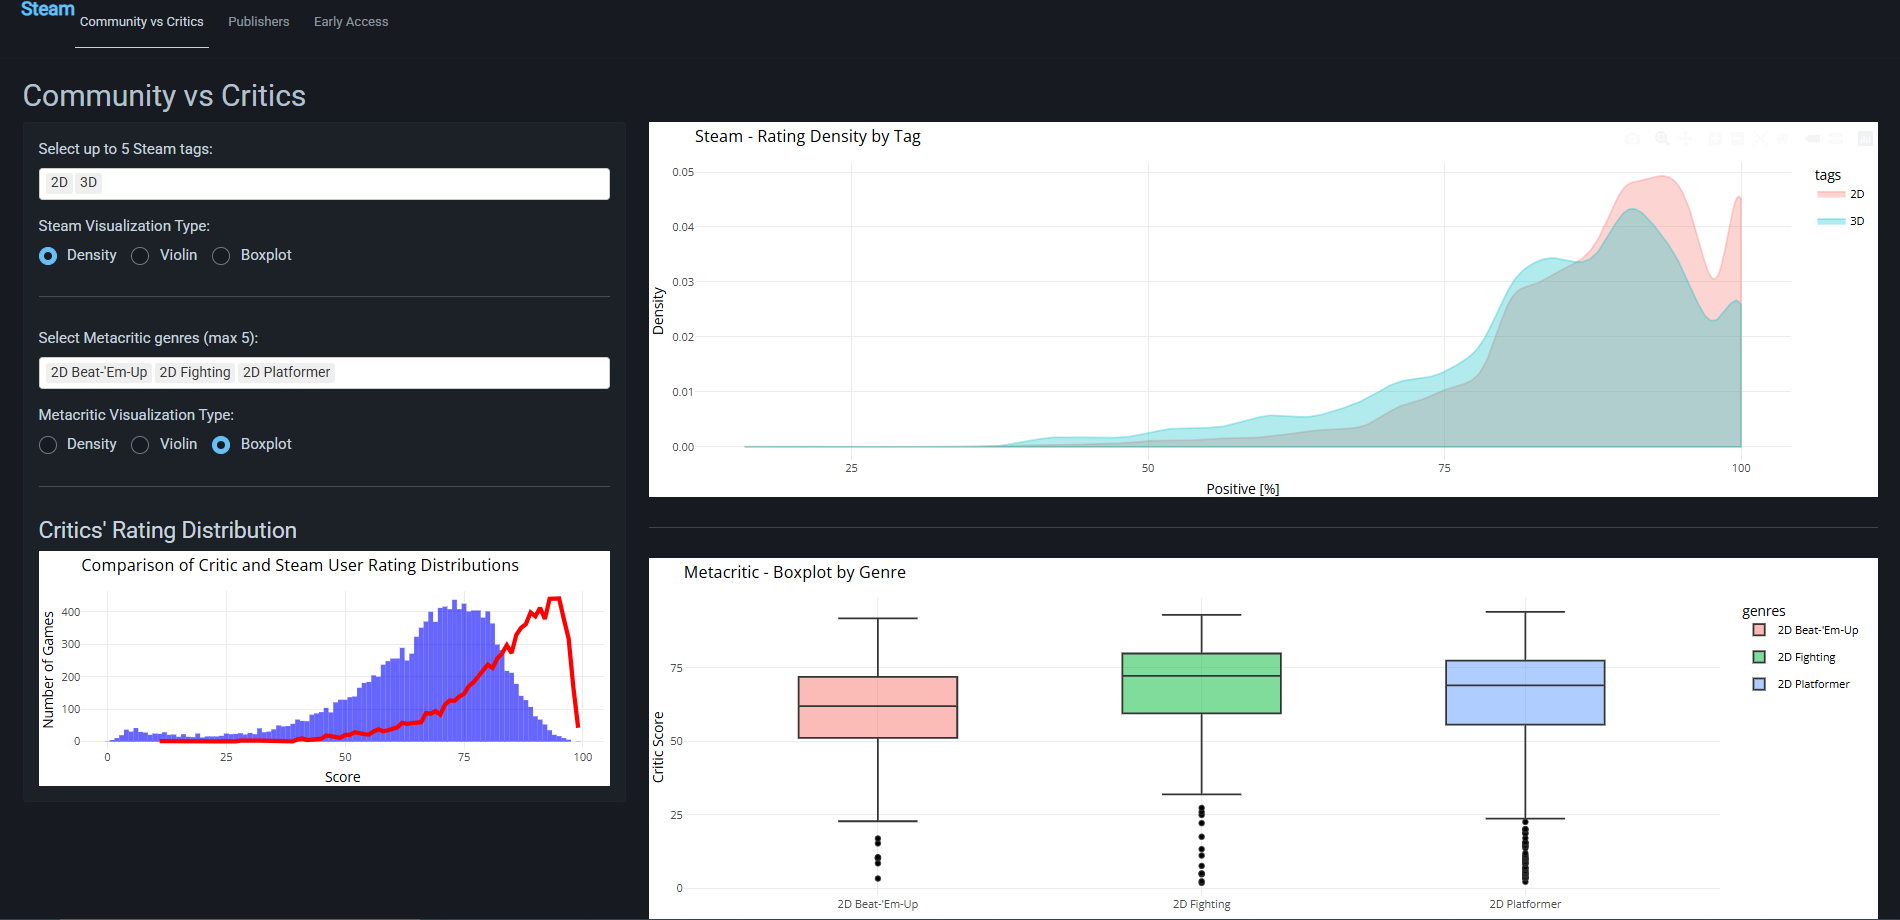 Steam
Community vs Critics
Publishers
Early Access
Community vs Critics
Select up to 5 Steam tags:
2D 3D
Steam Visualization Type:
Density Violin Boxplot
Select Metacritic genres (max 5):
2D Beat-'Em-Up 2D Fighting 2D Platformer
Metacritic Visualization Type:
Density Violin Boxplot
Critics' Rating Distribution
Comparison of Critic and Steam User Rating Distributions
Number of Games
400
300
200
100
0
0 25 50 75 100
Score
Steam - Rating Density by Tag
Density
0.05
0.04
0.03
0.02
0.01
0.00
25 50 75 100
Positive [%]
tags
2D
3D
Metacritic - Boxplot by Genre
Critic Score
75
50
25
0
2D Beat-'Em-Up 2D Fighting 2D Platformer
genres
2D Beat-'Em-Up
2D Fighting
2D Platformer